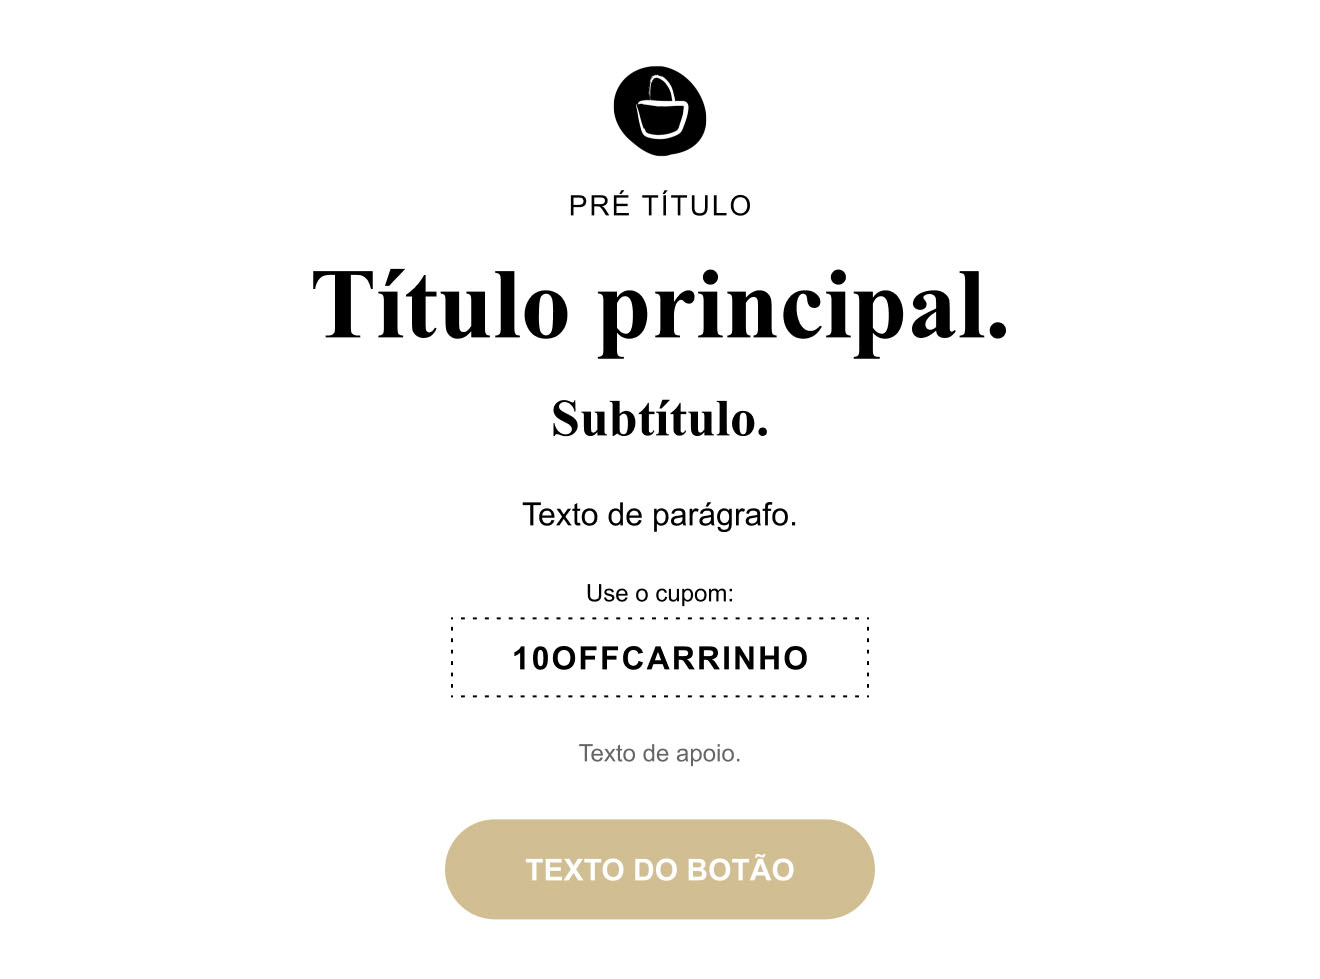 PRÉ TÍTULO
Título principal.
Subtítulo.
Texto de parágrafo.
Use o cupom:
10OFFCARRINHO
Texto de apoio.
TEXTO DO BOTÃO